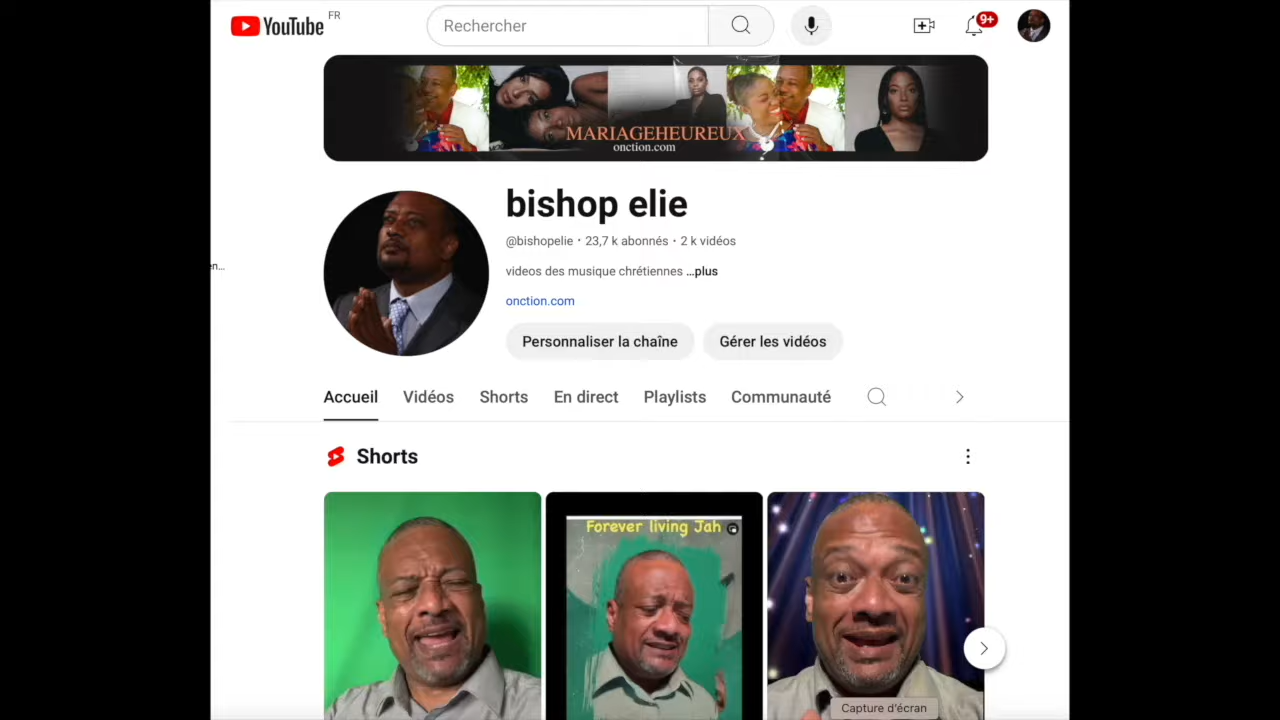 YouTube FR
Rechercher
9+
MARIAGEHEUREUX
onction.com
bishop elie
@bishopelie • 23,7 k abonnés • 2 k vidéos
en...
videos des musique chrétiennes ...plus
onction.com
Personnaliser la chaîne Gérer les vidéos
Accueil Vidéos Shorts En direct Playlists Communauté
Shorts
Forever living Jah
Capture d'écran